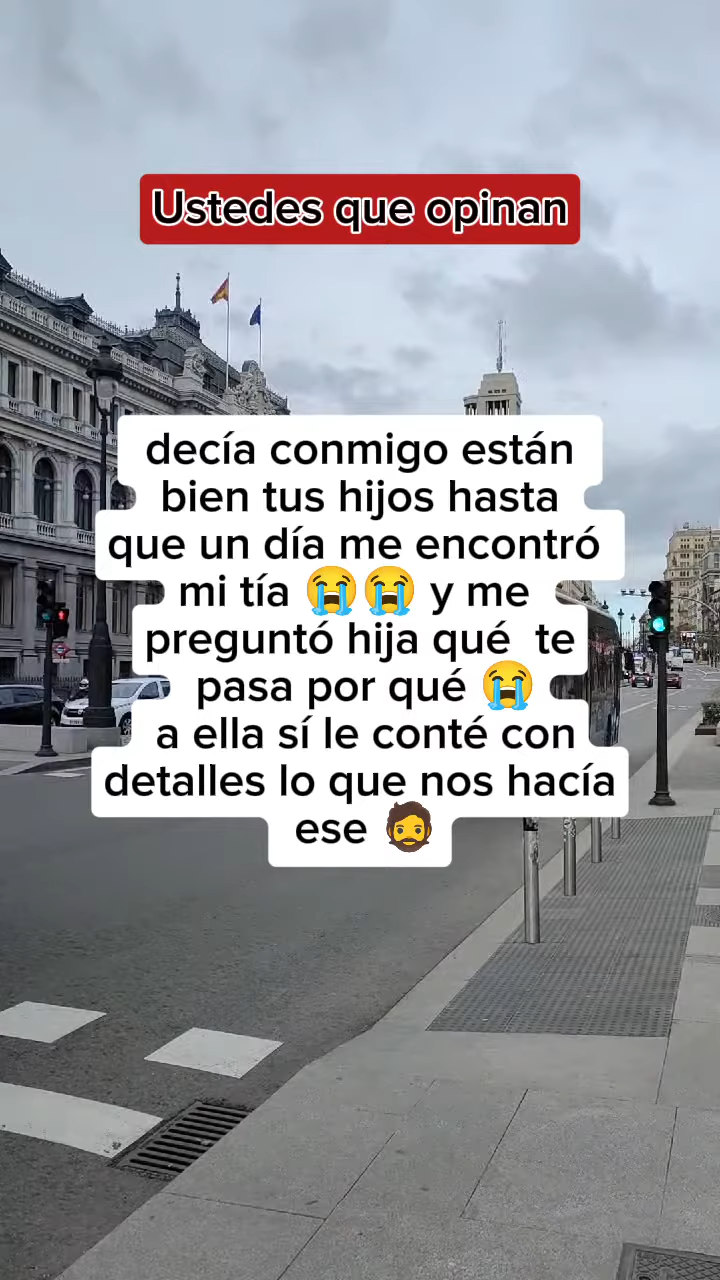 Ustedes que opinan
decía conmigo están
bien tus hijos hasta
que un día me encontró
mi tía 😭😭 y me
preguntó hija qué  te
pasa por qué 😭
a ella sí le conté con
detalles lo que nos hacía
ese 🧔